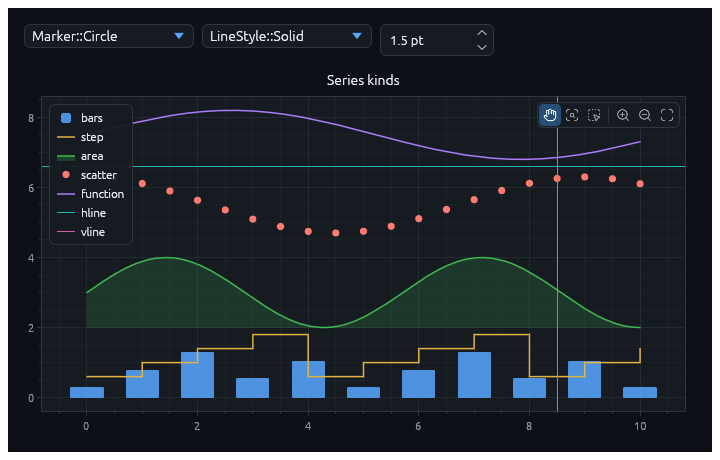 Marker::Circle LineStyle::Solid 1.5 pt
Series kinds
bars
step
area
scatter
function
hline
vline
8
6
4
2
0
0 2 4 6 8 10